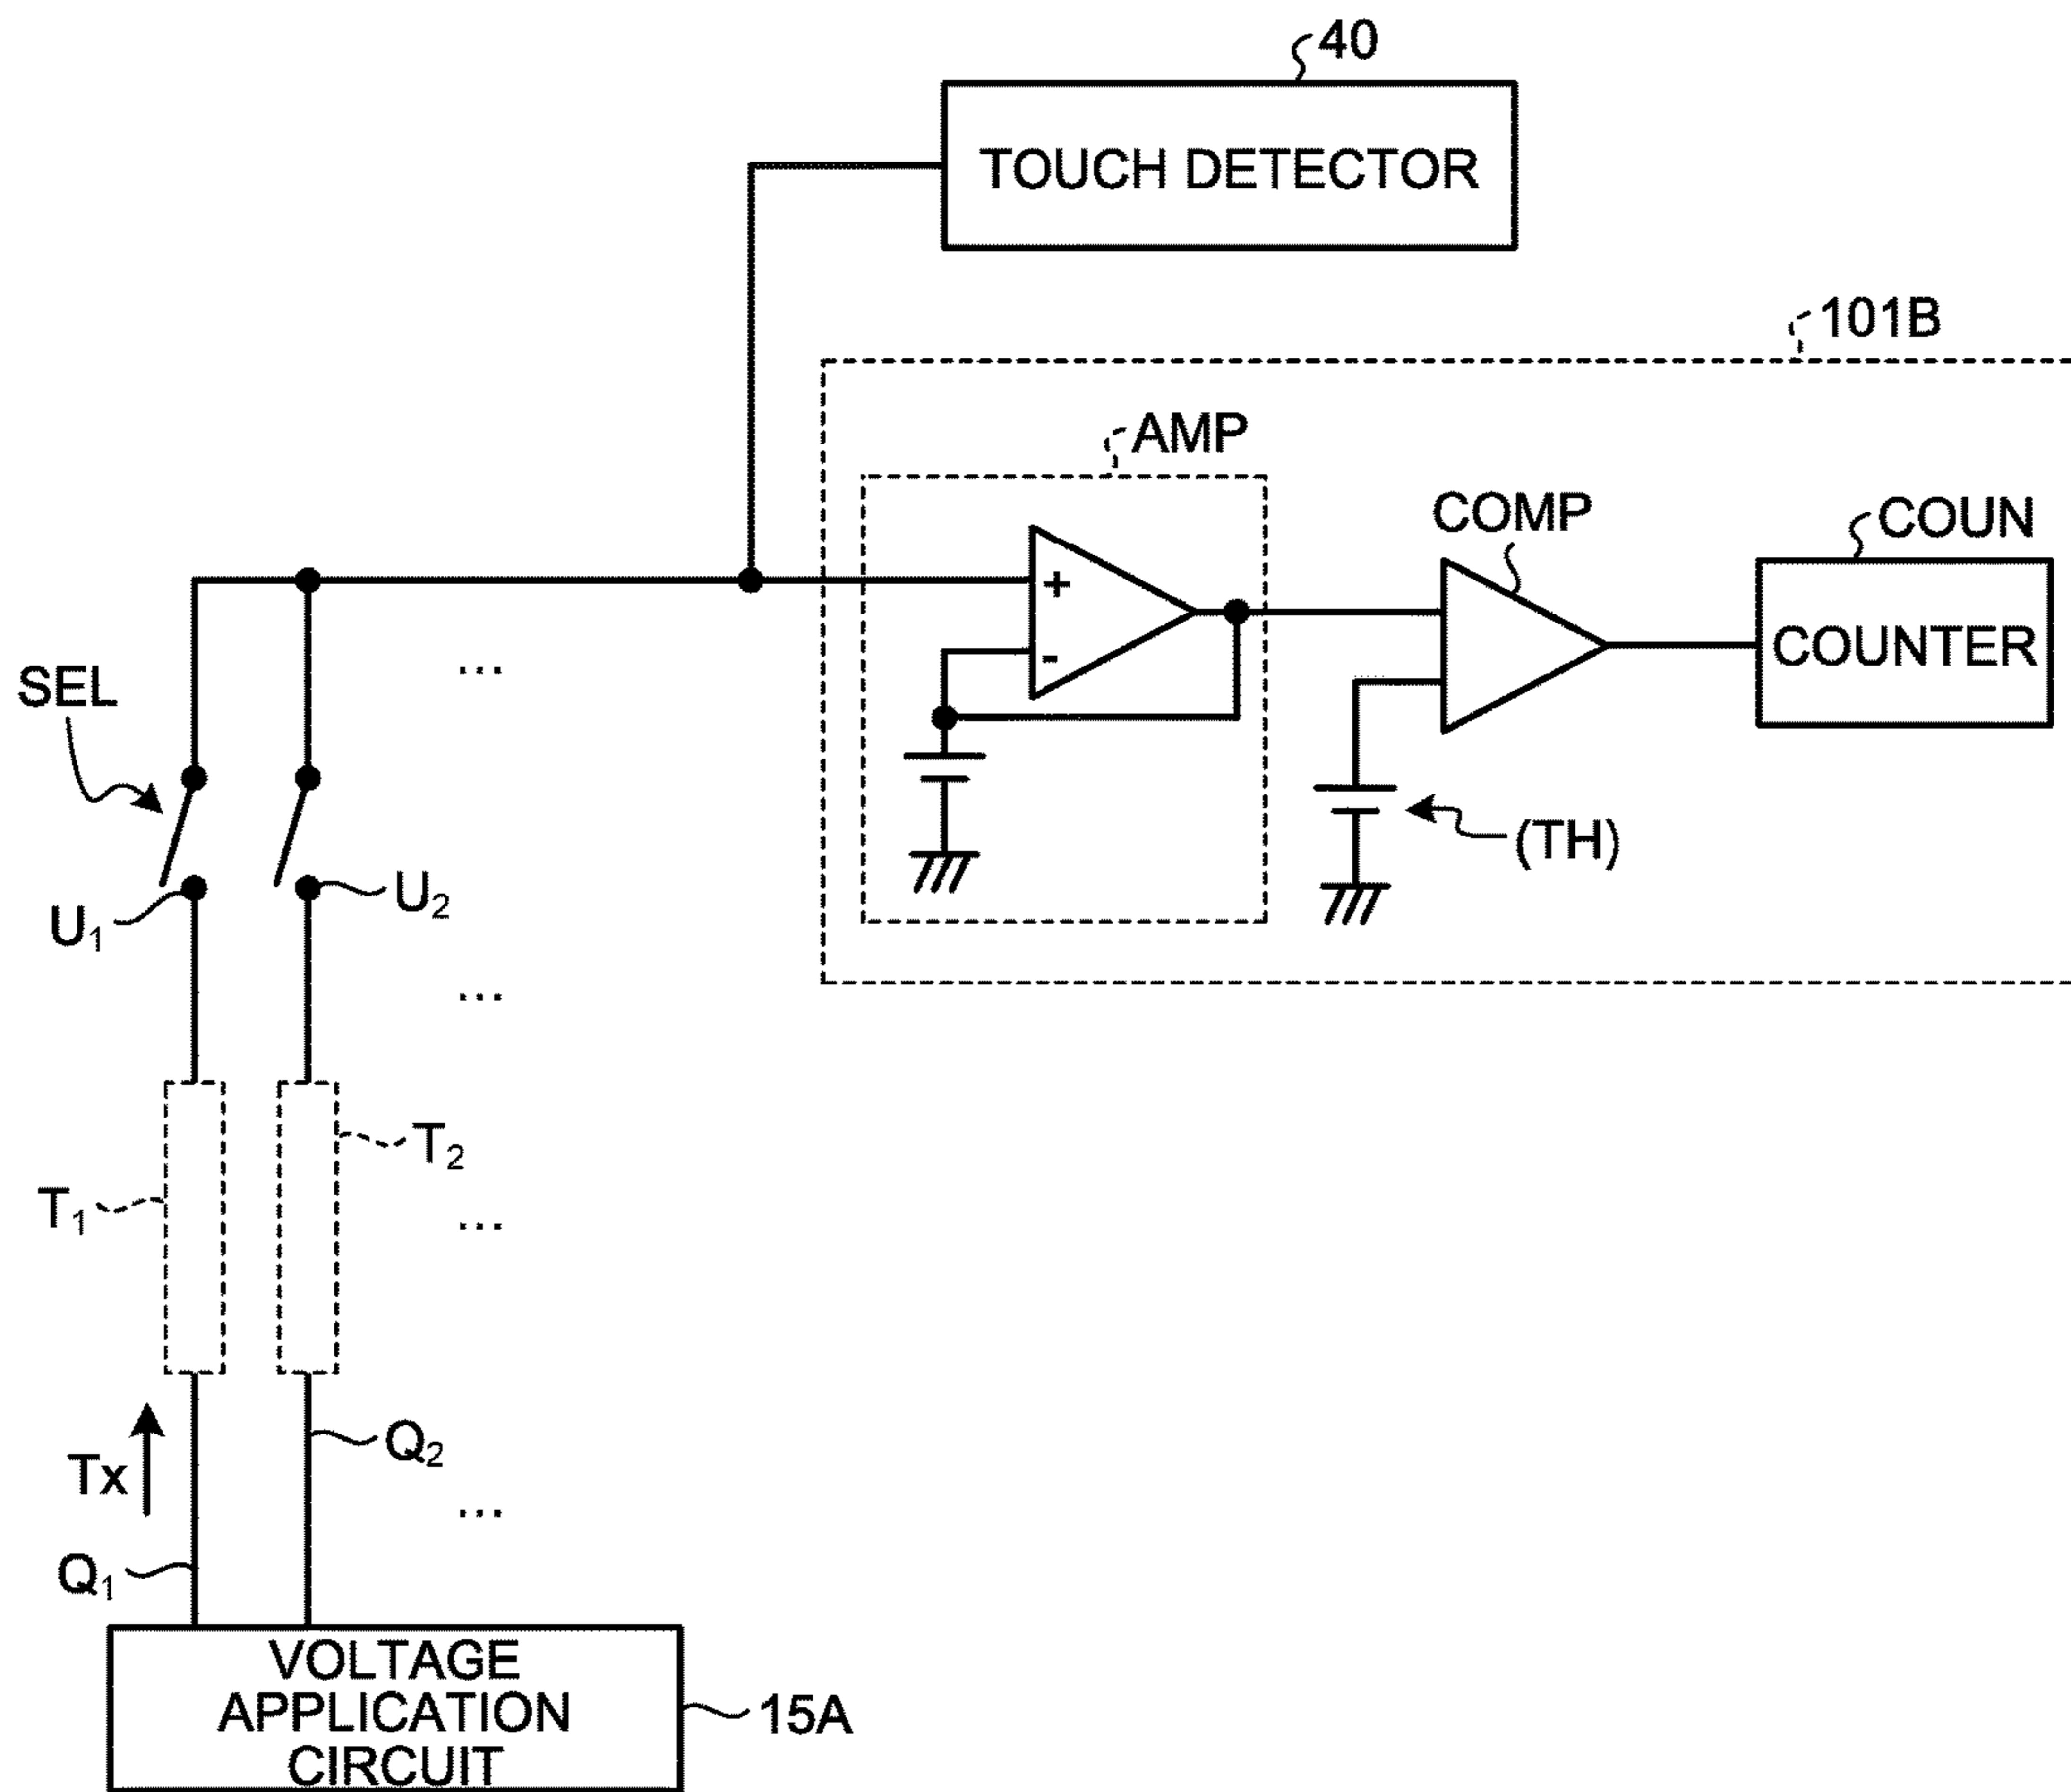 40
TOUCH DETECTOR
101B
AMP
COMP
COUN
+
-
COUNTER
...
SEL
(TH)
U₁
U₂
...
T₂
T₁
...
Tx
Q₂
...
Q₁
VOLTAGE
APPLICATION
CIRCUIT
15A